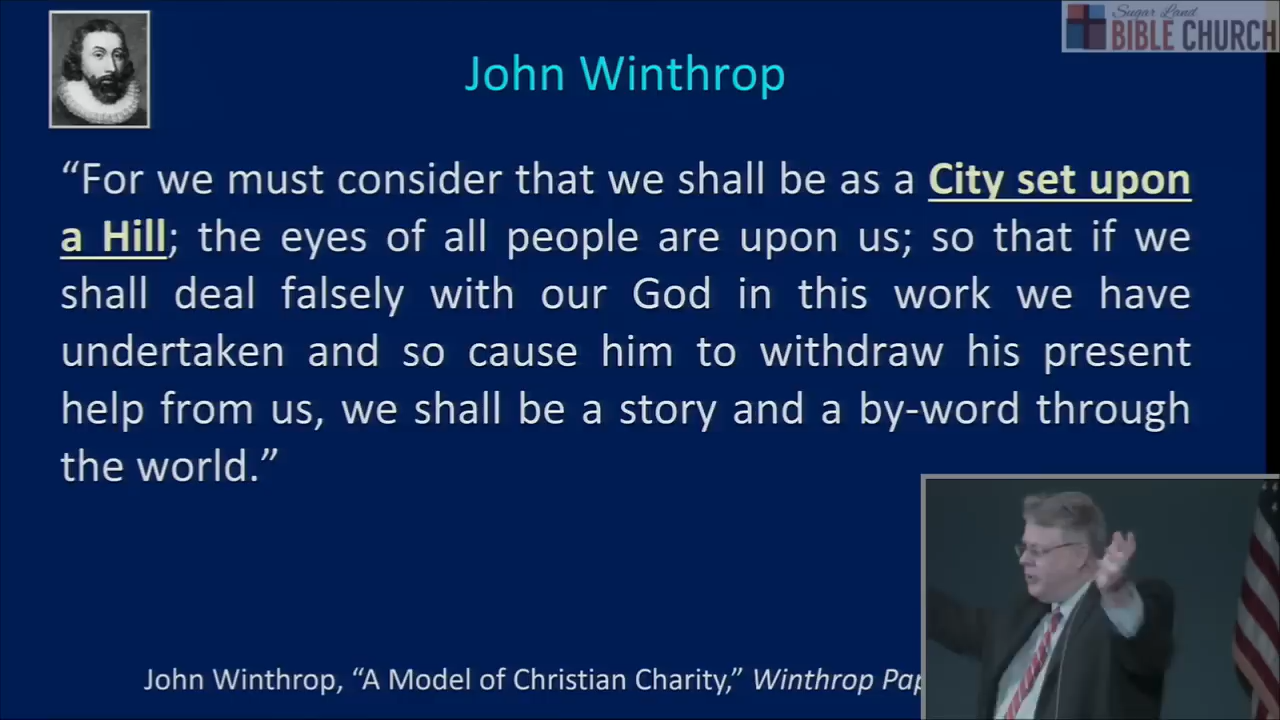 Sugar Land
BIBLE CHURCH
John Winthrop
“For we must consider that we shall be as a City set upon
a Hill; the eyes of all people are upon us; so that if we
shall deal falsely with our God in this work we have
undertaken and so cause him to withdraw his present
help from us, we shall be a story and a by-word through
the world.”
John Winthrop, “A Model of Christian Charity,” Winthrop